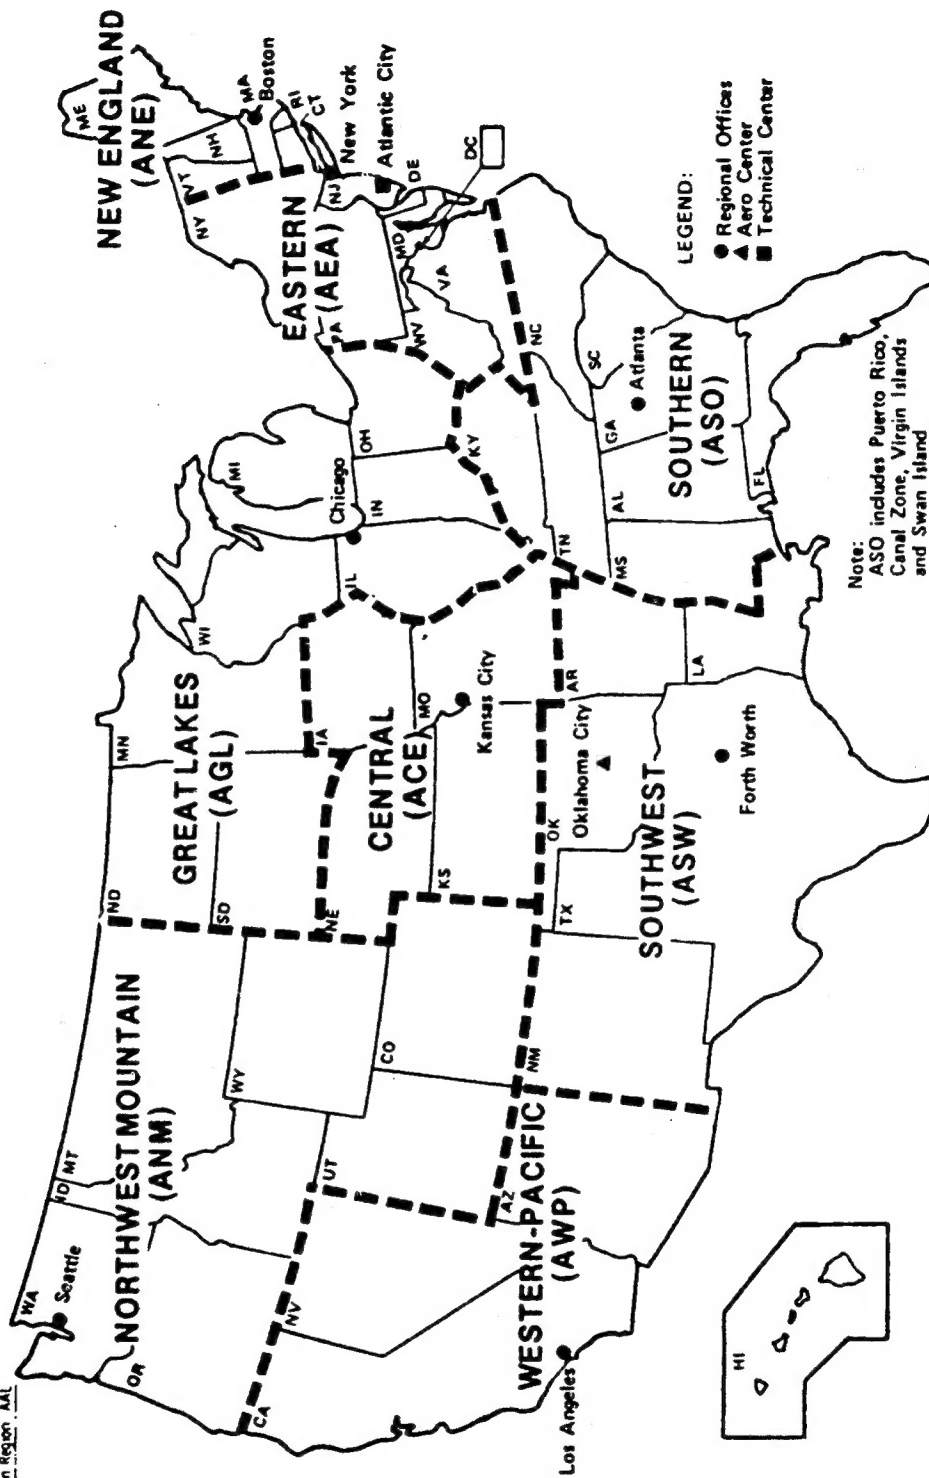 n Region AAL
WA
Seattle
ID
MT
NORTHWEST MOUNTAIN
(ANM)
OR
WY
CA
NV
UT
CO
WESTERN-PACIFIC
(AWP)
AZ
NM
Los Angeles
HI
ND
MN
SD
GREAT LAKES
(AGL)
WI
MI
NE
IA
IL
Chicago
IN
OH
CENTRAL
(ACE)
KS
MO
Kansas City
KY
OK
Oklahoma City
AR
TX
SOUTHWEST
(ASW)
Forth Worth
LA
TN
MS
AL
GA
SC
NC
Atlanta
SOUTHERN
(ASO)
FL
NEW ENGLAND
(ANE)
ME
VT
NH
MA
Boston
RI
CT
NY
EASTERN
(AEA)
PA
NJ
New York
Atlantic City
DE
MD
WV
VA
DC
LEGEND:
Regional Offices
Aero Center
Technical Center
Note:
ASO includes Puerto Rico,
Canal Zone, Virgin Islands
and Swan Island